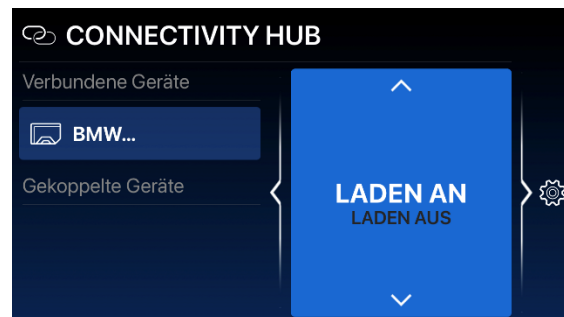 CONNECTIVITY HUB
Verbundene Geräte
BMW...
Gekoppelte Geräte
LADEN AN
LADEN AUS